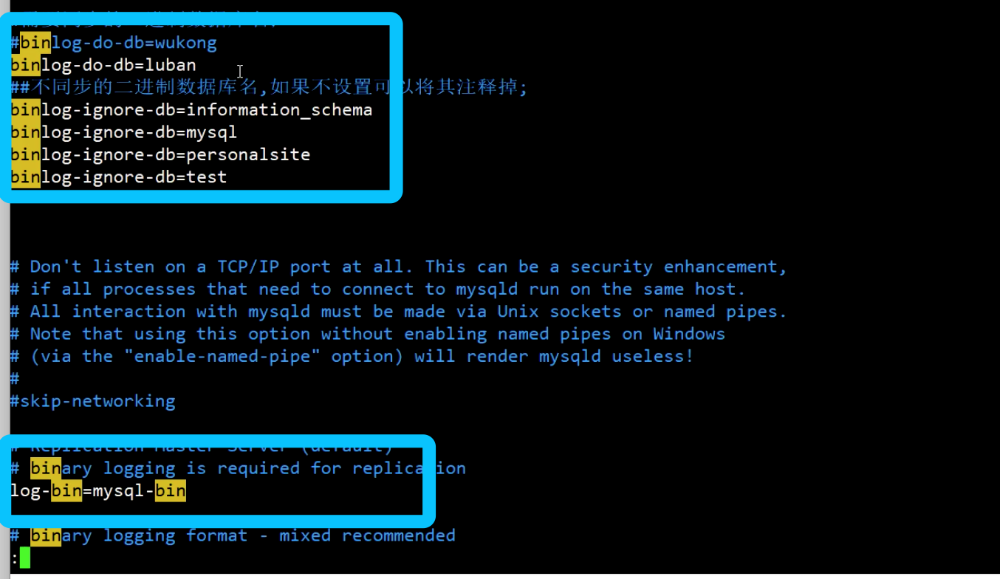 #binlog-do-db=wukong
binlog-do-db=luban
##不同步的二进制数据库名,如果不设置可以将其注释掉;
binlog-ignore-db=information_schema
binlog-ignore-db=mysql
binlog-ignore-db=personalsite
binlog-ignore-db=test
# Don't listen on a TCP/IP port at all. This can be a security enhancement,
# if all processes that need to connect to mysqld run on the same host.
# All interaction with mysqld must be made via Unix sockets or named pipes.
# Note that using this option without enabling named pipes on Windows
# (via the "enable-named-pipe" option) will render mysqld useless!
#
#skip-networking
# Replication Master Server (default)
# binary logging is required for replication
log-bin=mysql-bin
# binary logging format - mixed recommended
: